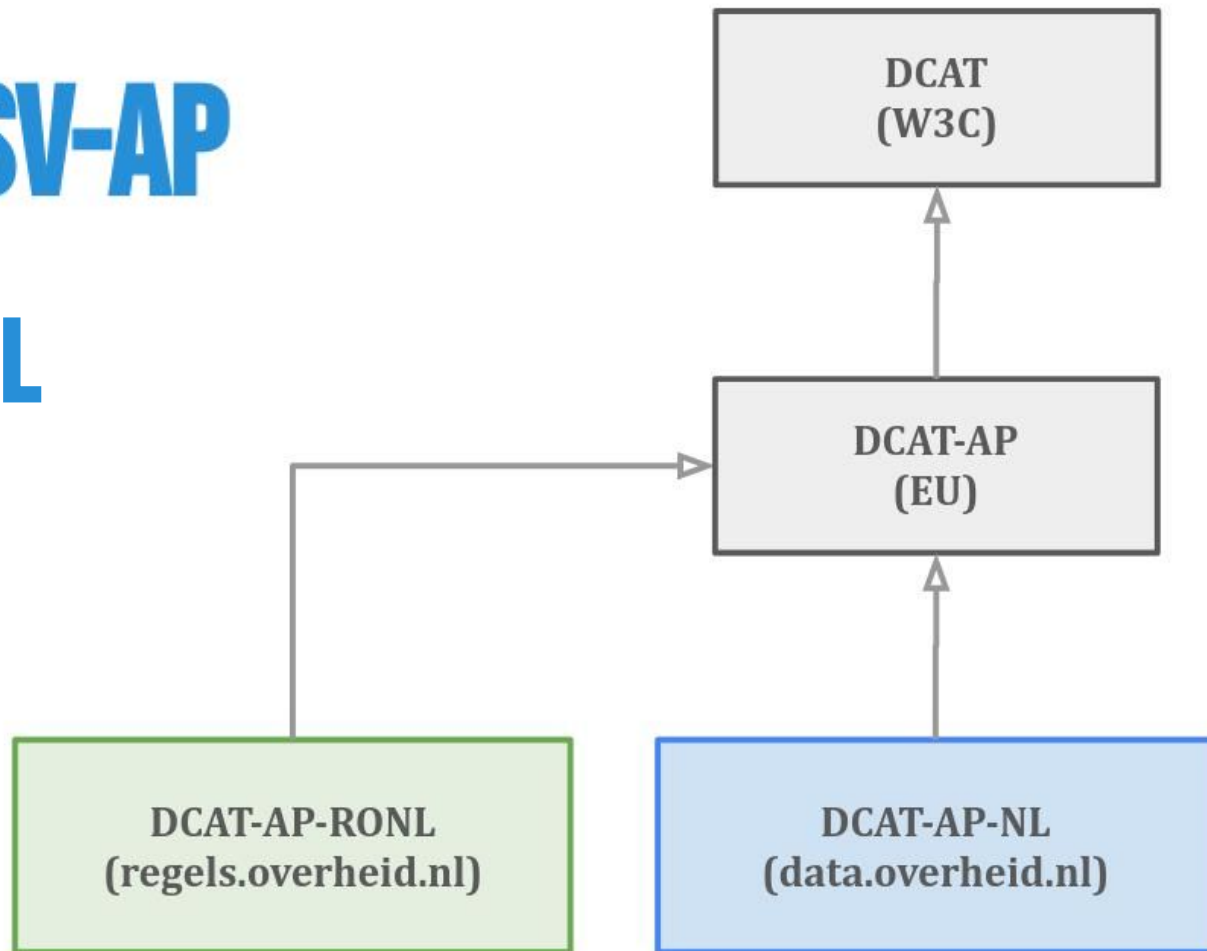 SV-AP
L
DCAT
(W3C)
DCAT-AP
(EU)
DCAT-AP-RONL
(regels.overheid.nl)
DCAT-AP-NL
(data.overheid.nl)